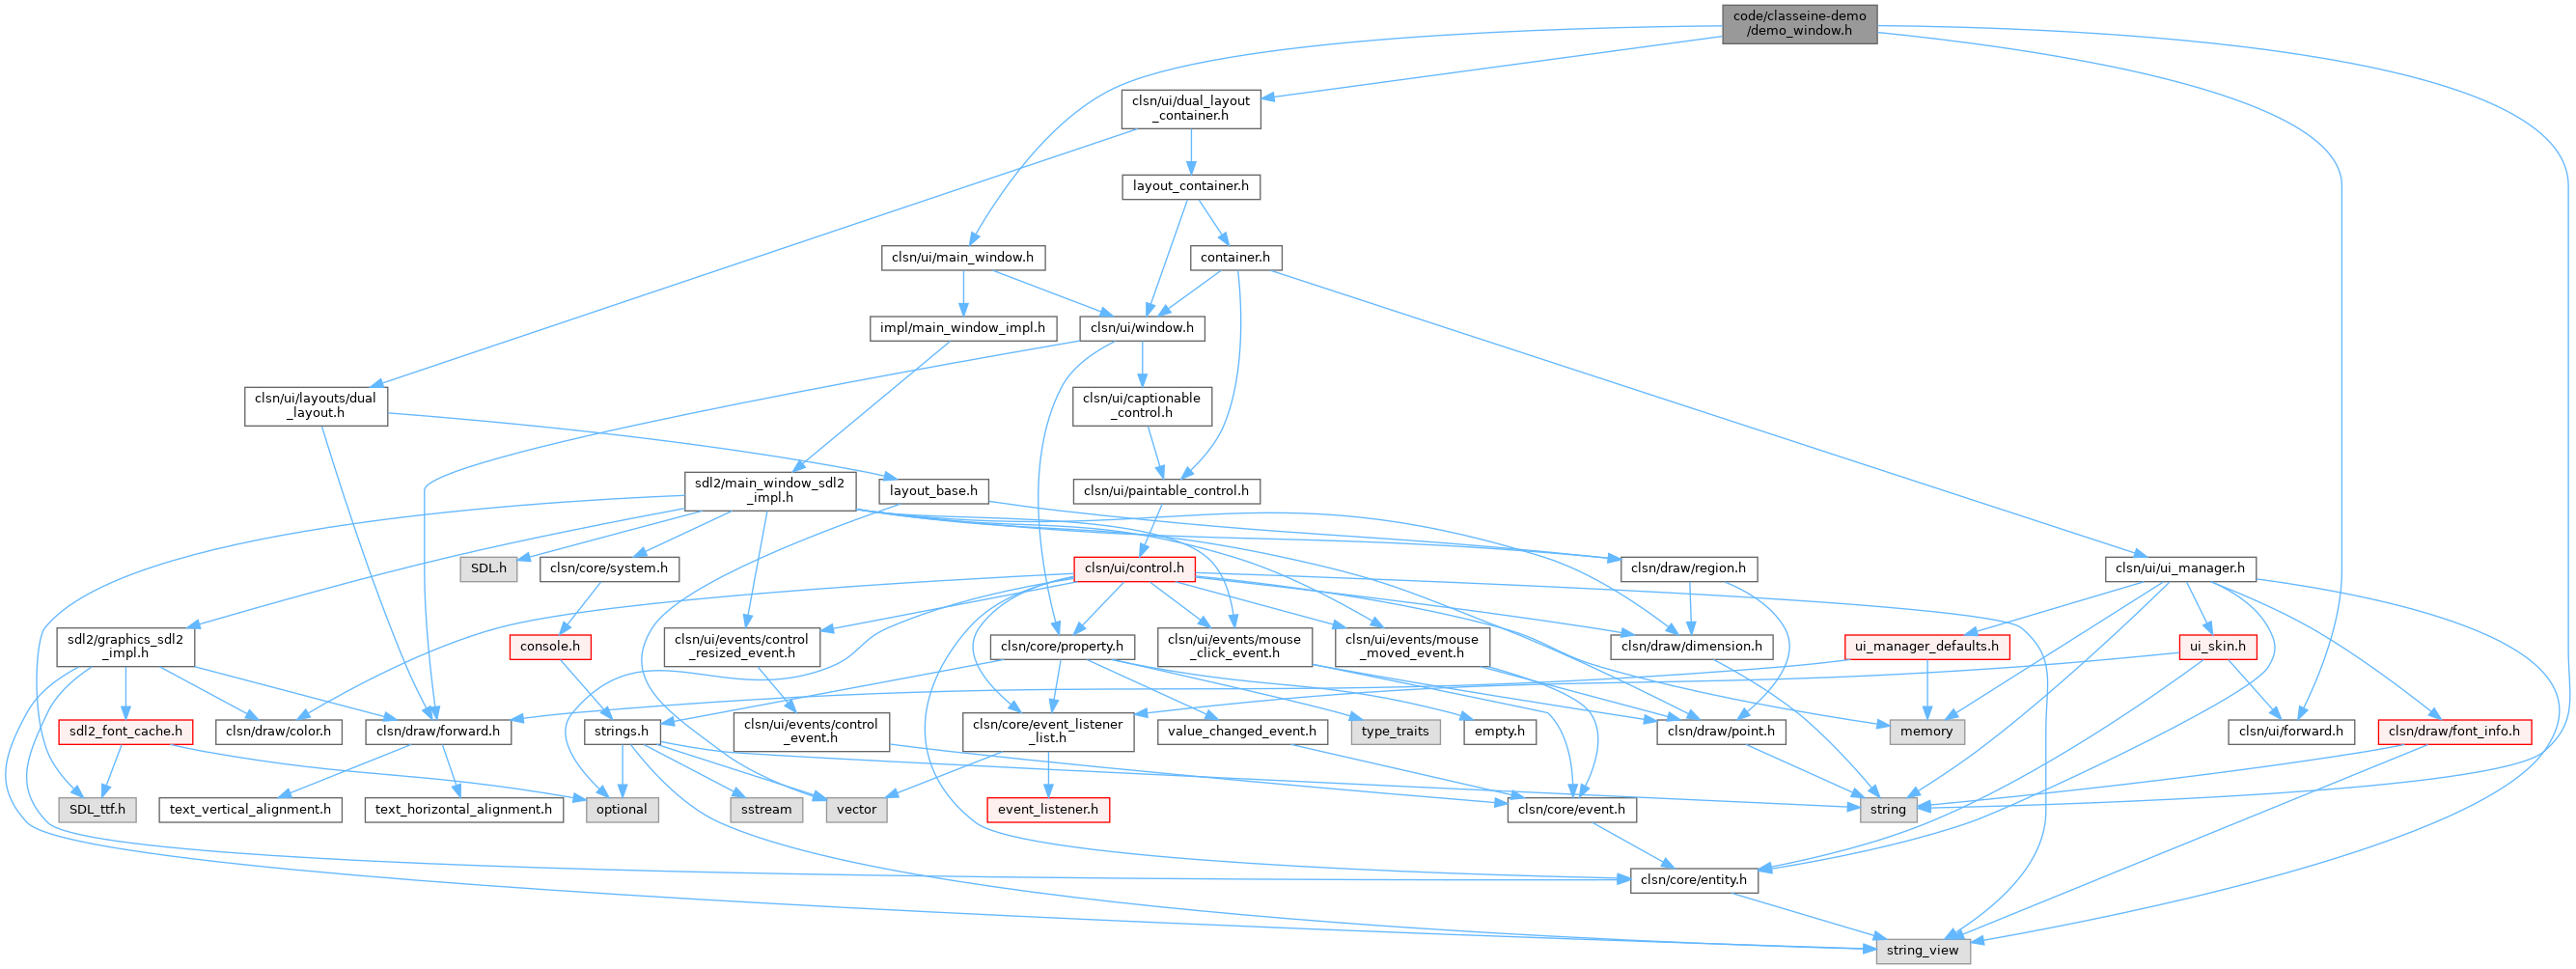 code/classeine-demo
/demo_window.h
clsn/ui/dual_layout
_container.h
layout_container.h
clsn/ui/main_window.h
container.h
impl/main_window_impl.h
clsn/ui/window.h
clsn/ui/layouts/dual
_layout.h
clsn/ui/captionable
_control.h
sdl2/main_window_sdl2
_impl.h
layout_base.h
clsn/ui/paintable_control.h
SDL.h
clsn/core/system.h
clsn/ui/control.h
clsn/draw/region.h
clsn/ui/ui_manager.h
sdl2/graphics_sdl2
_impl.h
console.h
clsn/ui/events/control
_resized_event.h
clsn/core/property.h
clsn/ui/events/mouse
_click_event.h
clsn/ui/events/mouse
_moved_event.h
clsn/draw/dimension.h
ui_manager_defaults.h
ui_skin.h
sdl2_font_cache.h
clsn/draw/color.h
clsn/draw/forward.h
strings.h
clsn/ui/events/control
_event.h
clsn/core/event_listener
_list.h
value_changed_event.h
type_traits
empty.h
clsn/draw/point.h
memory
clsn/ui/forward.h
clsn/draw/font_info.h
SDL_ttf.h
text_vertical_alignment.h
text_horizontal_alignment.h
optional
sstream
vector
event_listener.h
clsn/core/event.h
string
clsn/core/entity.h
string_view